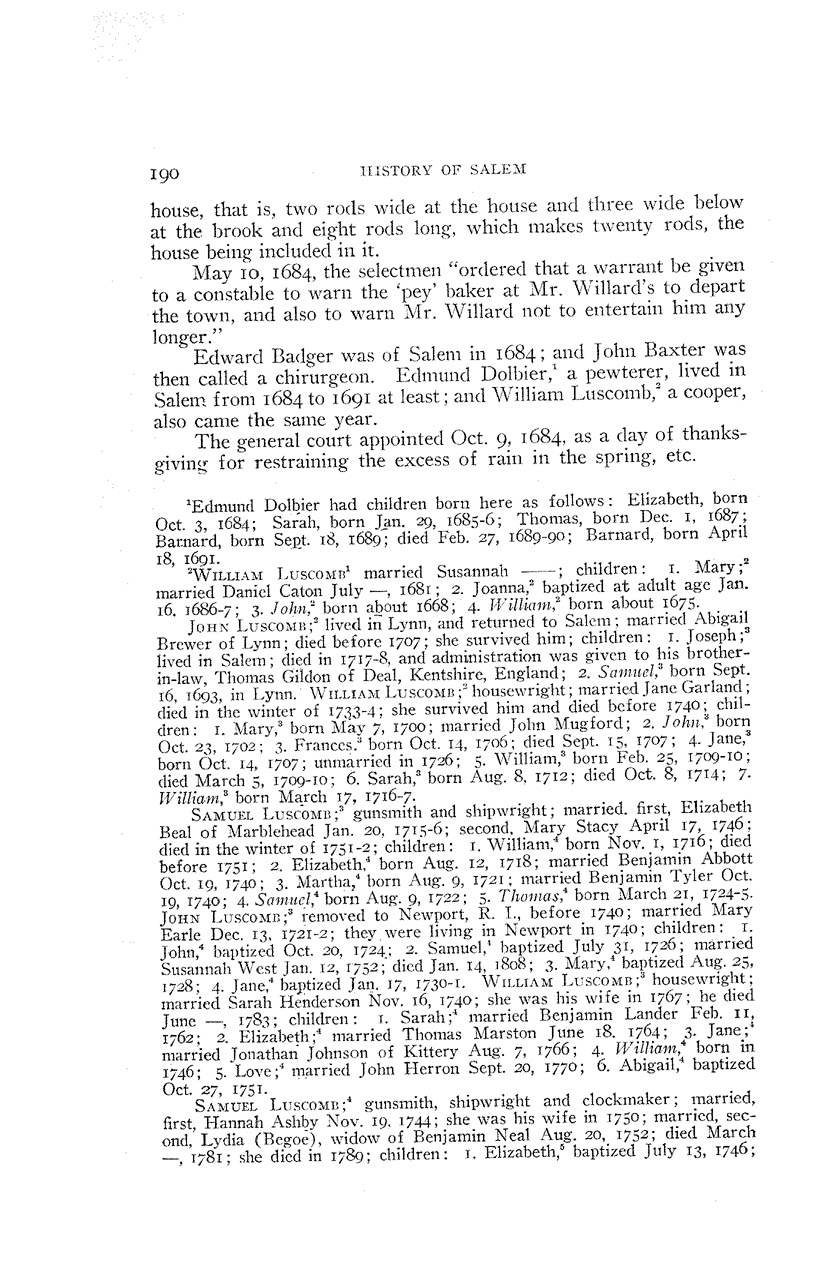 190 HISTORY OF SALEM
house, that is, two rods wide at the house and three wide below
at the brook and eight rods long, which makes twenty rods, the
house being included in it.
May 10, 1684, the selectmen “ordered that a warrant be given
to a constable to warn the ‘pey’ baker at Mr. Willard's to depart
the town, and also to warn Mr. Willard not to entertain him any
longer.”
Edward Badger was of Salem in 1684; and John Baxter was
then called a chirurgeon. Edmund Dolbier,¹ a pewterer, lived in
Salem from 1684 to 1691 at least; and William Luscomb,² a cooper,
also came the same year.
The general court appointed Oct. 9, 1684, as a day of thanks-
giving for restraining the excess of rain in the spring, etc.
¹Edmund Dolbier had children born here as follows: Elizabeth, born
Oct. 3, 1684; Sarah, born Jan. 29, 1685-6; Thomas, born Dec. 1, 1687;
Barnard, born Sept. 18, 1689; died Feb. 27, 1689-90; Barnard, born April
18, 1691.
²WILLIAM LUSCOMB¹ married Susannah ——; children: 1. Mary;²
married Daniel Caton July —, 1681; 2. Joanna,² baptized at adult age Jan.
16, 1686-7; 3. John,² born about 1668; 4. William,² born about 1675.
JOHN LUSCOMB;² lived in Lynn, and returned to Salem; married Abigail
Brewer of Lynn; died before 1707; she survived him; children: 1. Joseph;³
lived in Salem; died in 1717-8, and administration was given to his brother-
in-law, Thomas Gildon of Deal, Kentshire, England; 2. Samuel,³ born Sept.
16, 1693, in Lynn. WILLIAM LUSCOMB;² housewright; married Jane Garland;
died in the winter of 1733-4; she survived him and died before 1740; chil-
dren: 1. Mary,³ born May 7, 1700; married John Mugford; 2. John,³ born
Oct. 23, 1702; 3. Frances,³ born Oct. 14, 1706; died Sept. 15, 1707; 4. Jane,³
born Oct. 14, 1707; unmarried in 1726; 5. William,³ born Feb. 25, 1709-10;
died March 5, 1709-10; 6. Sarah,³ born Aug. 8, 1712; died Oct. 8, 1714; 7.
William,³ born March 17, 1716-7.
SAMUEL LUSCOMB;³ gunsmith and shipwright; married, first, Elizabeth
Beal of Marblehead Jan. 20, 1715-6; second, Mary Stacy April 17, 1746;
died in the winter of 1751-2; children: 1. William,⁴ born Nov. 1, 1716; died
before 1751; 2. Elizabeth,⁴ born Aug. 12, 1718; married Benjamin Abbott
Oct. 19, 1740; 3. Martha,⁴ born Aug. 9, 1721; married Benjamin Tyler Oct.
19, 1740; 4. Samuel,⁴ born Aug. 9, 1722; 5. Thomas,⁴ born March 21, 1724-5.
JOHN LUSCOMB;³ removed to Newport, R. I., before 1740; married Mary
Earle Dec. 13, 1721-2; they were living in Newport in 1740; children: 1.
John,⁴ baptized Oct. 20, 1724; 2. Samuel,⁴ baptized July 31, 1726; married
Susannah West Jan. 12, 1752; died Jan. 14, 1808; 3. Mary,⁴ baptized Aug. 25,
1728; 4. Jane,⁴ baptized Jan. 17, 1730-1. WILLIAM LUSCOMB;³ housewright;
married Sarah Henderson Nov. 16, 1740; she was his wife in 1767; he died
June —, 1783; children: 1. Sarah;⁴ married Benjamin Lander Feb. 11,
1762; 2. Elizabeth;⁴ married Thomas Marston June 18, 1764; 3. Jane;⁴
married Jonathan Johnson of Kittery Aug. 7, 1766; 4. William,⁴ born in
1746; 5. Love;⁴ married John Herron Sept. 20, 1770; 6. Abigail,⁴ baptized
Oct. 27, 1751.
SAMUEL LUSCOMB;⁴ gunsmith, shipwright and clockmaker; married,
first, Hannah Ashby Nov. 19, 1744; she was his wife in 1750; married, sec-
ond, Lydia (Begoe), widow of Benjamin Neal Aug. 20, 1752; died March
—, 1781; she died in 1789; children: 1. Elizabeth,⁵ baptized July 13, 1746;